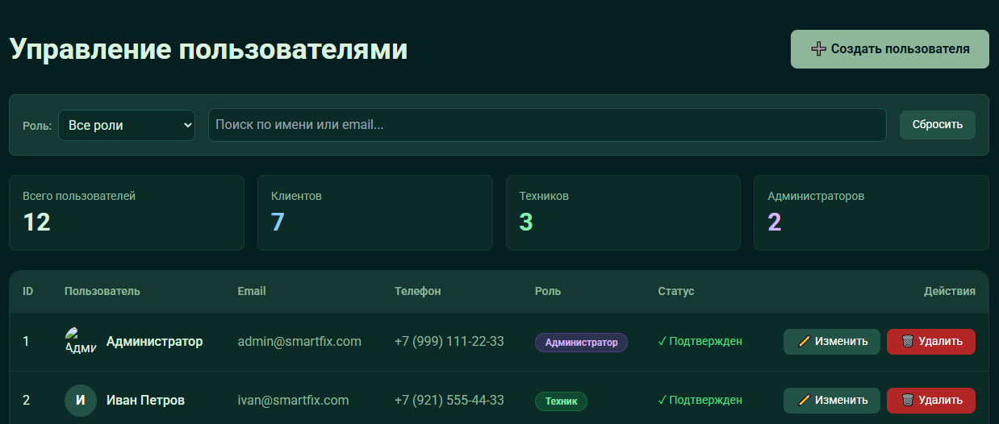 Управление пользователями
➕ Создать пользователя
Роль: Все роли Поиск по имени или email... Сбросить
Всего пользователей Клиентов Техников Администраторов
12 7 3 2
ID Пользователь Email Телефон Роль Статус Действия
1 Адми Администратор admin@smartfix.com +7 (999) 111-22-33 Администратор ✓ Подтвержден ✏️ Изменить 🗑️ Удалить
2 И Иван Петров ivan@smartfix.com +7 (921) 555-44-33 Техник ✓ Подтвержден ✏️ Изменить 🗑️ Удалить